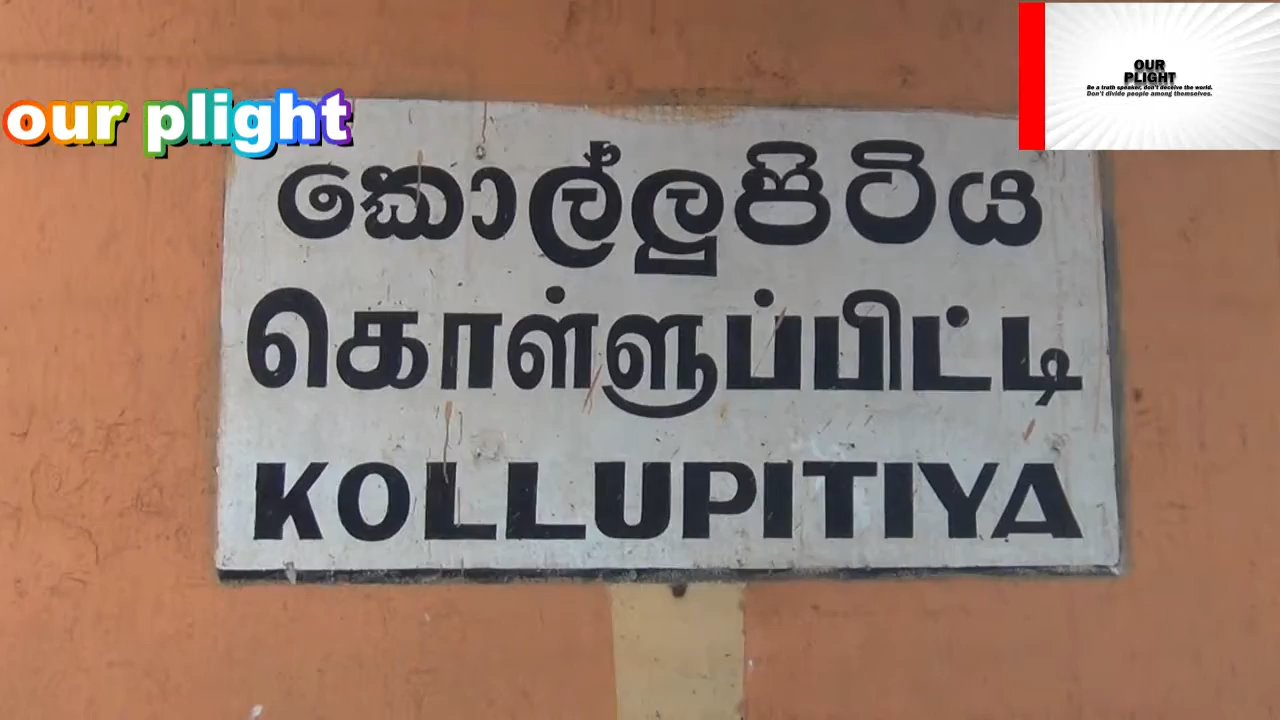 our plight
OUR
PLIGHT
Be a truth speaker, don't deceive the world.
Don't divide people among themselves.
කොල්ලුපිටිය
கொள்ளுப்பிட்டி
KOLLUPITIYA